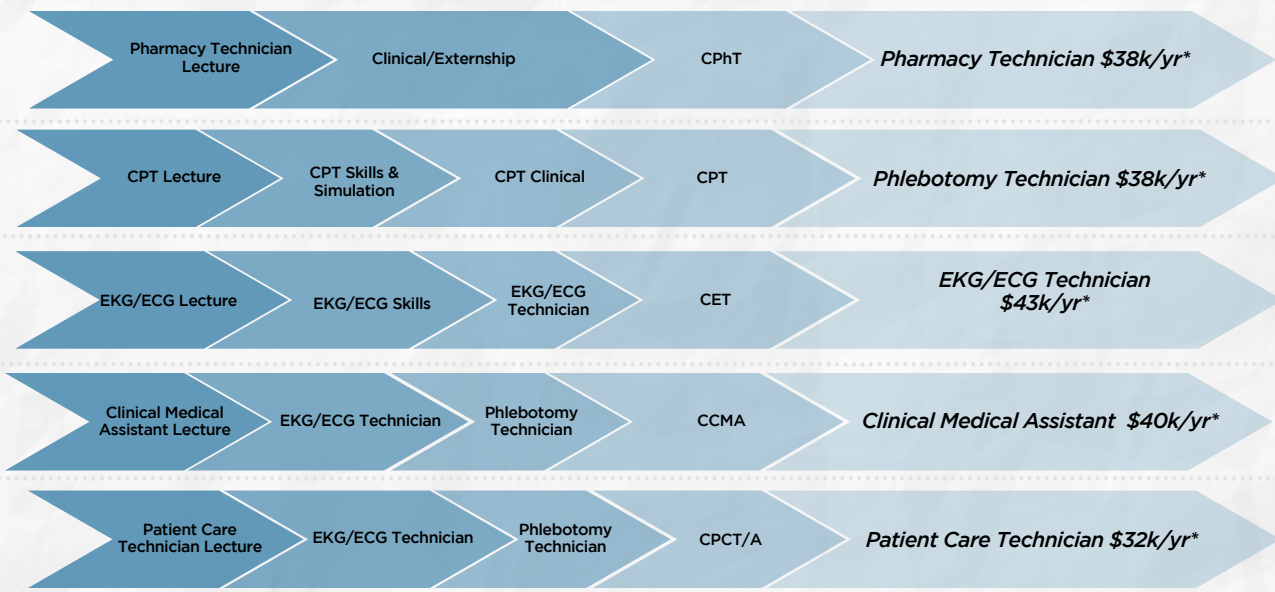 Pharmacy Technician
Lecture
Clinical/Externship
CPhT
Pharmacy Technician $38k/yr*
CPT Lecture
CPT Skills &
Simulation
CPT Clinical
CPT
Phlebotomy Technician $38k/yr*
EKG/ECG Lecture
EKG/ECG Skills
EKG/ECG
Technician
CET
EKG/ECG Technician
$43k/yr*
Clinical Medical
Assistant Lecture
EKG/ECG Technician
Phlebotomy
Technician
CCMA
Clinical Medical Assistant $40k/yr*
Patient Care
Technician Lecture
EKG/ECG Technician
Phlebotomy
Technician
CPCT/A
Patient Care Technician $32k/yr*